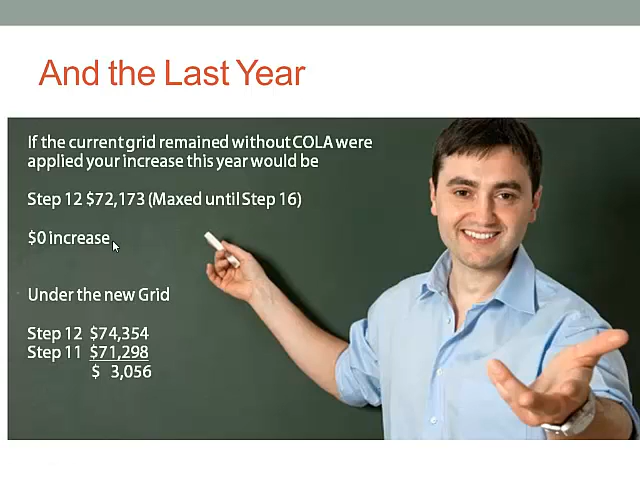 And the Last Year
If the current grid remained without COLA were
applied your increase this year would be
Step 12 $72,173 (Maxed until Step 16)
$0 increase
Under the new Grid
Step 12 $74,354
Step 11 $71,298
$ 3,056